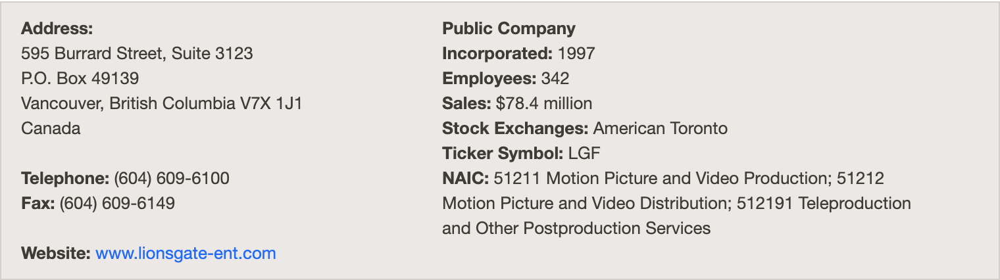 Address:
595 Burrard Street, Suite 3123
P.O. Box 49139
Vancouver, British Columbia V7X 1J1
Canada
Telephone: (604) 609-6100
Fax: (604) 609-6149
Website: www.lionsgate-ent.com
Public Company
Incorporated: 1997
Employees: 342
Sales: $78.4 million
Stock Exchanges: American Toronto
Ticker Symbol: LGF
NAIC: 51211 Motion Picture and Video Production; 51212
Motion Picture and Video Distribution; 512191 Teleproduction
and Other Postproduction Services